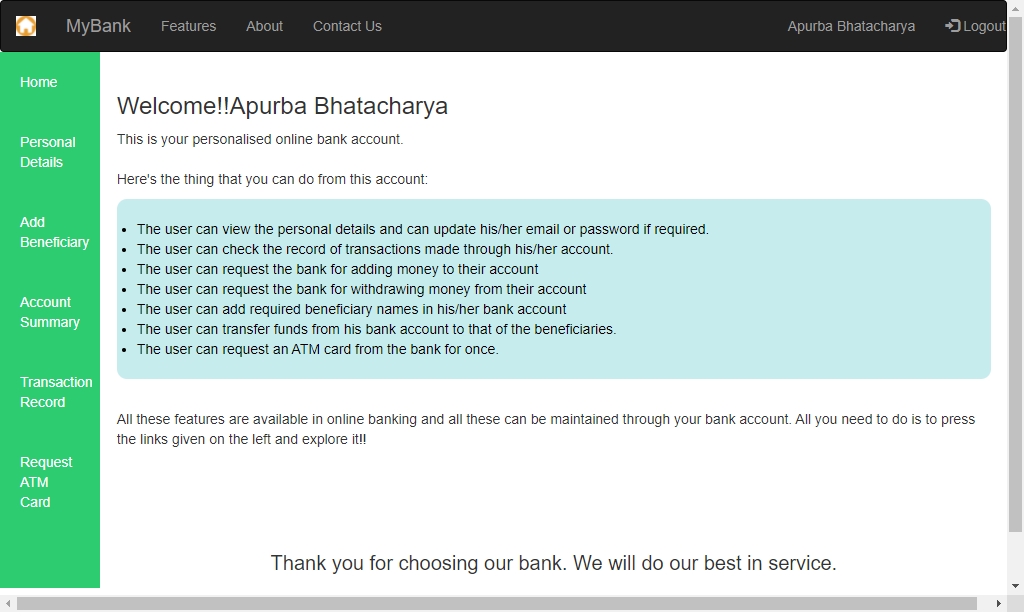 MyBank Features About Contact Us Apurba Bhatacharya Logout
Home
Personal
Details
Add
Beneficiary
Account
Summary
Transaction
Record
Request
ATM
Card
Welcome!!Apurba Bhatacharya
This is your personalised online bank account.
Here's the thing that you can do from this account:
• The user can view the personal details and can update his/her email or password if required.
• The user can check the record of transactions made through his/her account.
• The user can request the bank for adding money to their account
• The user can request the bank for withdrawing money from their account
• The user can add required beneficiary names in his/her bank account
• The user can transfer funds from his bank account to that of the beneficiaries.
• The user can request an ATM card from the bank for once.
All these features are available in online banking and all these can be maintained through your bank account. All you need to do is to press
the links given on the left and explore it!!
Thank you for choosing our bank. We will do our best in service.